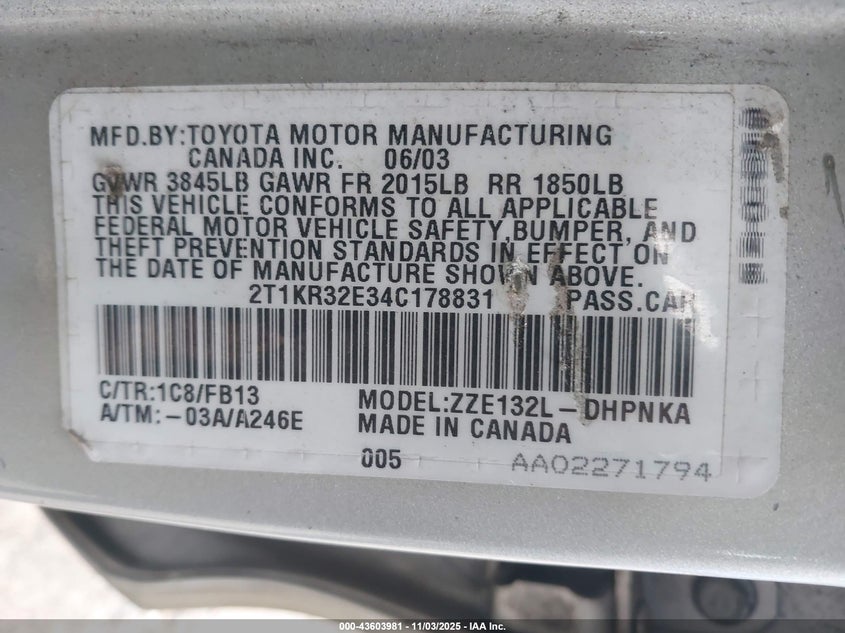 MFD.BY:TOYOTA MOTOR MANUFACTURING
CANADA INC. 06/03
GVWR 3845LB GAWR FR 2015LB RR 1850LB
THIS VEHICLE CONFORMS TO ALL APPLICABLE
FEDERAL MOTOR VEHICLE SAFETY,BUMPER, AND
THEFT PREVENTION STANDARDS IN EFFECT ON
THE DATE OF MANUFACTURE SHOWN ABOVE.
2T1KR32E34C178831 PASS.CAR
C/TR:1C8/FB13 MODEL:ZZE132L-DHPNKA
A/TM:-03A/A246E MADE IN CANADA
005 AA02271794
000-43603981 - 11/03/2025 - IAA Inc.